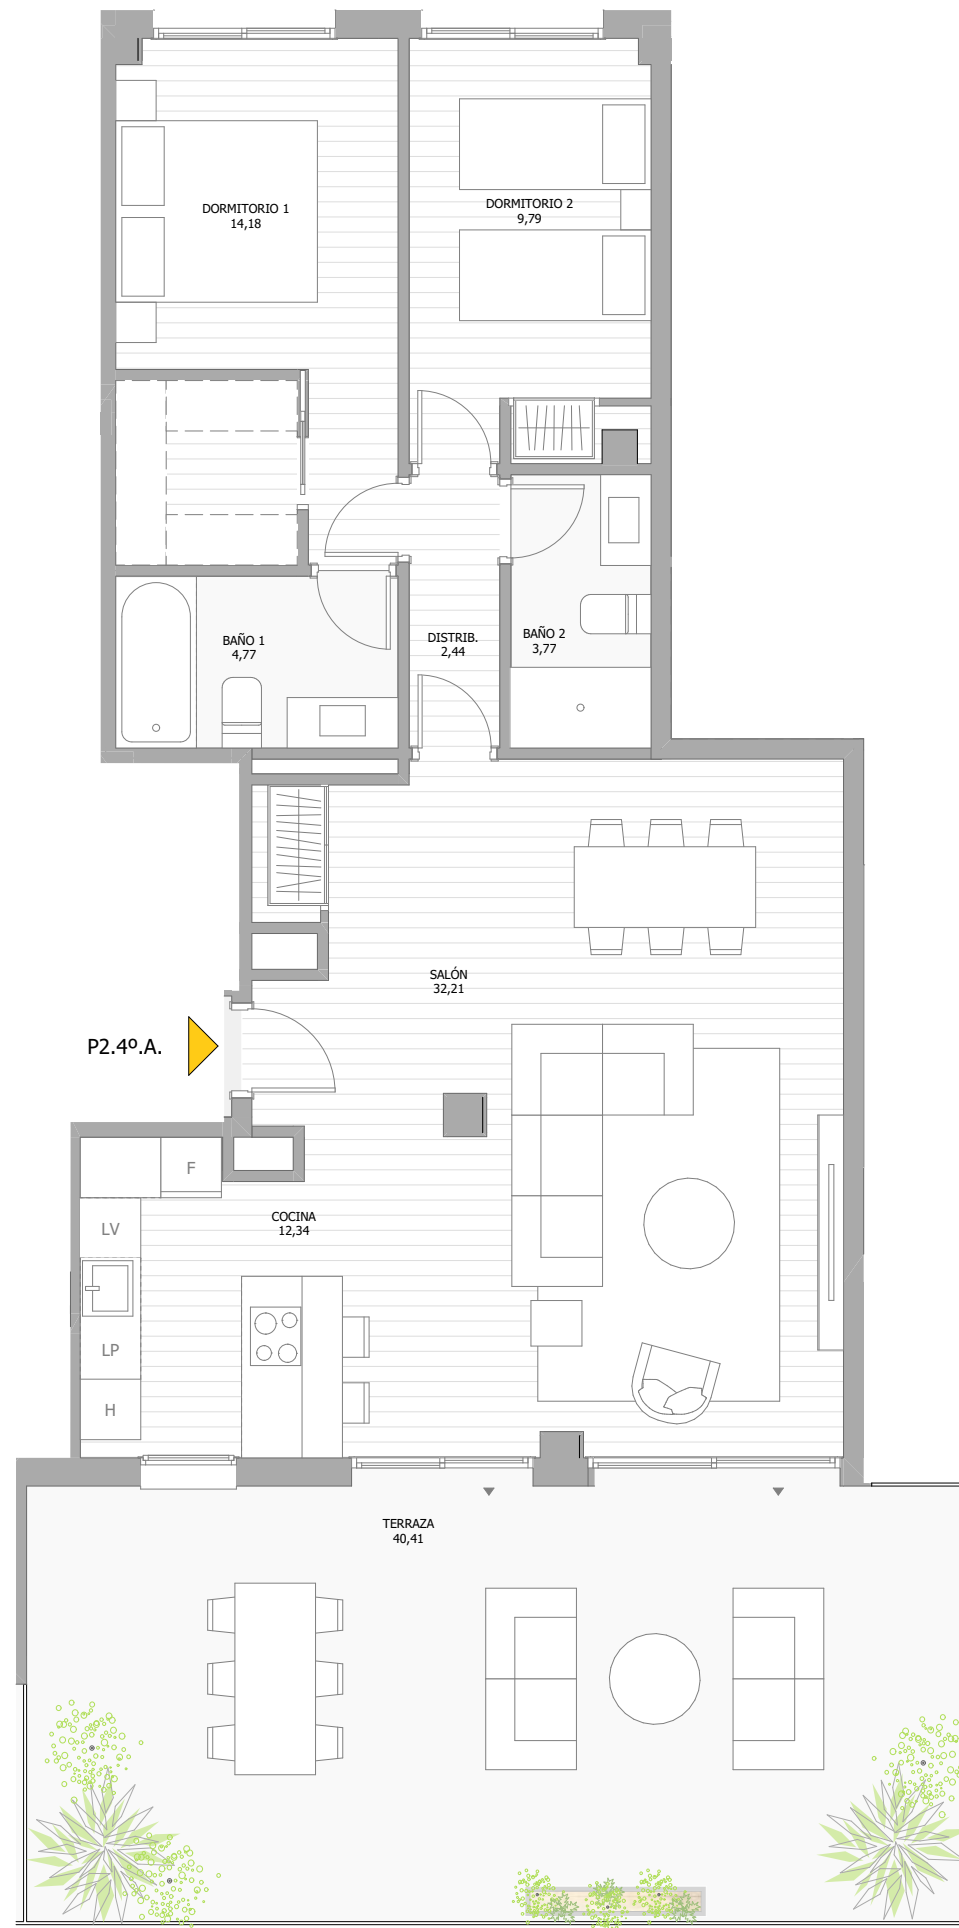 DORMITORIO 1
14,18
DORMITORIO 2
9,79
BAÑO 1
4,77
DISTRIB.
2,44
BAÑO 2
3,77
SALÓN
32,21
P2.4º.A.
F
LV
COCINA
12,34
LP
H
TERRAZA
40,41